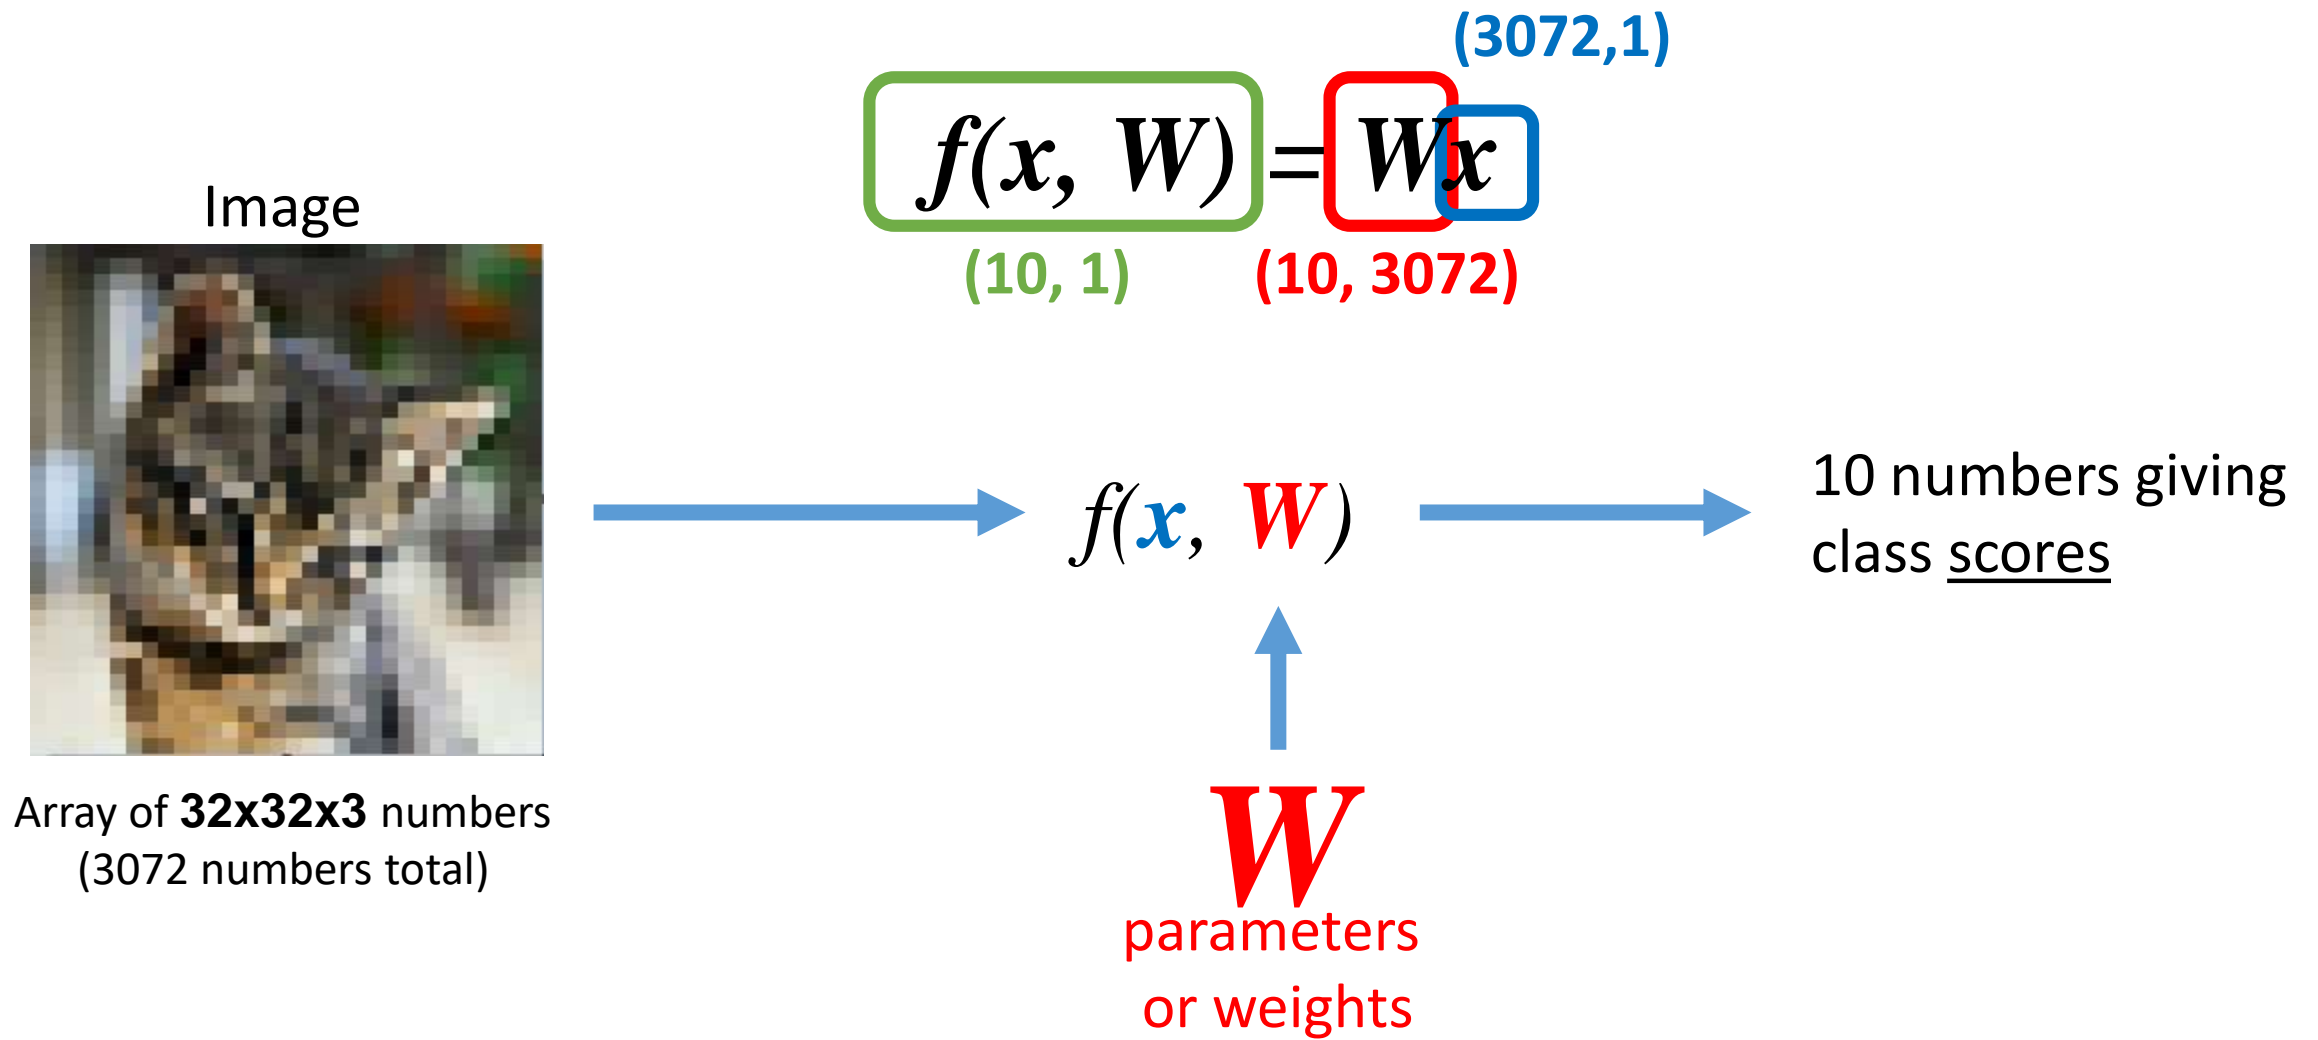 (3072,1)
f(x, W) = Wx
(10, 1) (10, 3072)
Image
f(x, W)
10 numbers giving
class scores
Array of 32x32x3 numbers
(3072 numbers total)
W
parameters
or weights